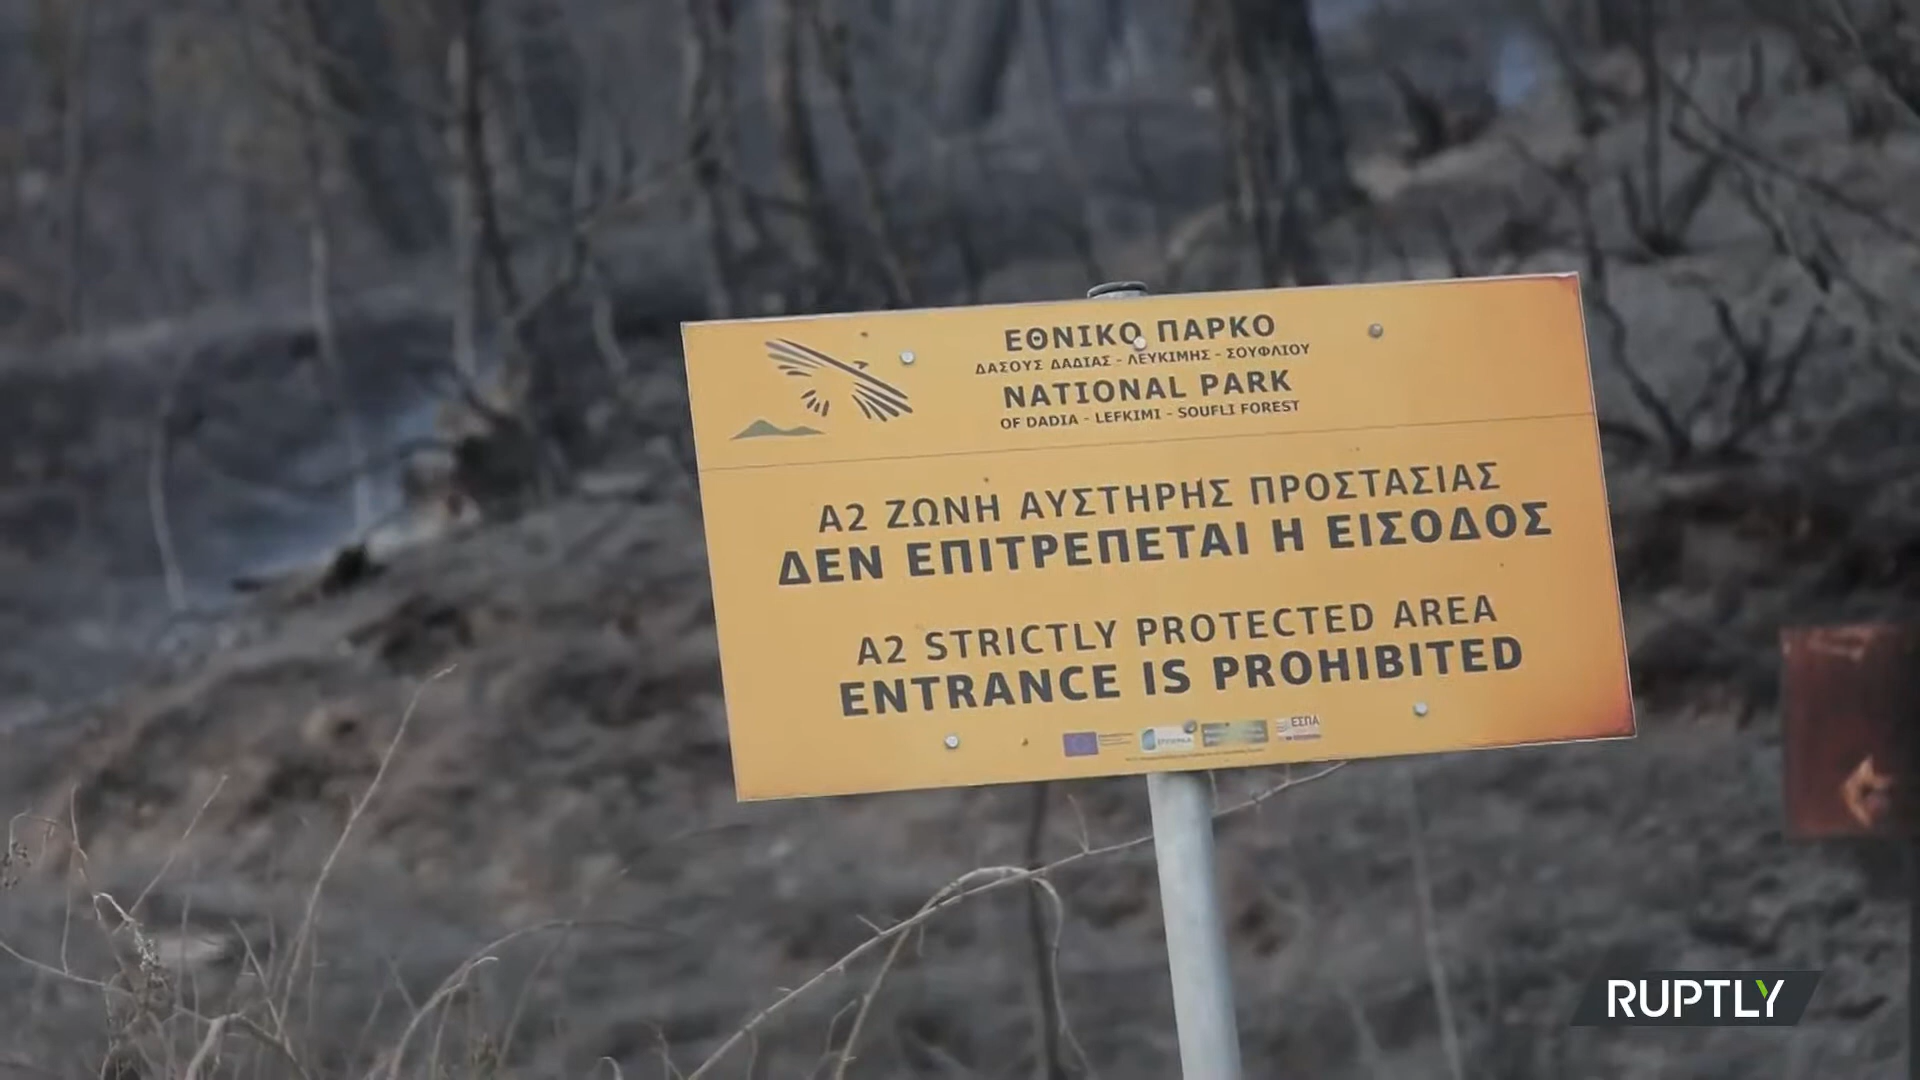 ΕΘΝΙΚΟ ΠΑΡΚΟ
ΔΑΣΟΥΣ ΔΑΔΙΑΣ - ΛΕΥΚΙΜΗΣ - ΣΟΥΦΛΙΟΥ
NATIONAL PARK
OF DADIA - LEFKIMI - SOUFLI FOREST
Α2 ΖΩΝΗ ΑΥΣΤΗΡΗΣ ΠΡΟΣΤΑΣΙΑΣ
ΔΕΝ ΕΠΙΤΡΕΠΕΤΑΙ Η ΕΙΣΟΔΟΣ
A2 STRICTLY PROTECTED AREA
ENTRANCE IS PROHIBITED
ΕΣΠΑ
RUPTLY